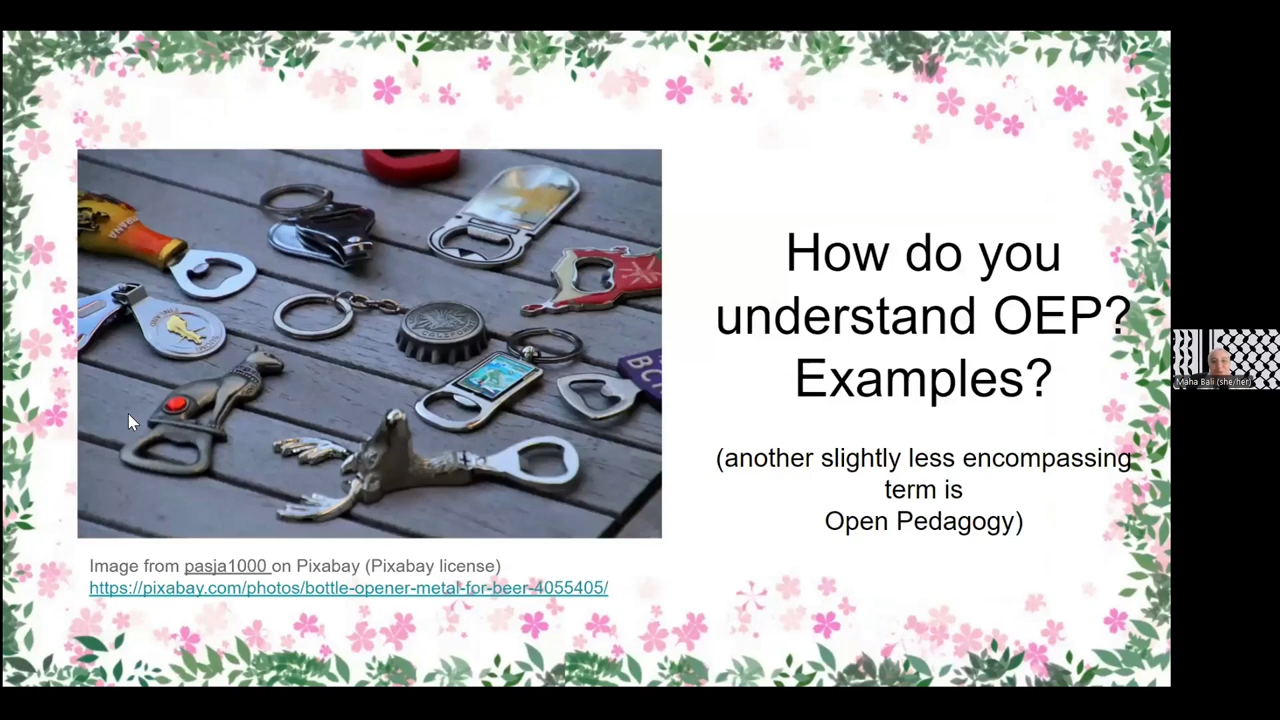 How do you
understand OEP?
Examples?
(another slightly less encompassing
term is
Open Pedagogy)
Image from pasja1000 on Pixabay (Pixabay license)
https://pixabay.com/photos/bottle-opener-metal-for-beer-4055405/
Maha Bali (she/her)